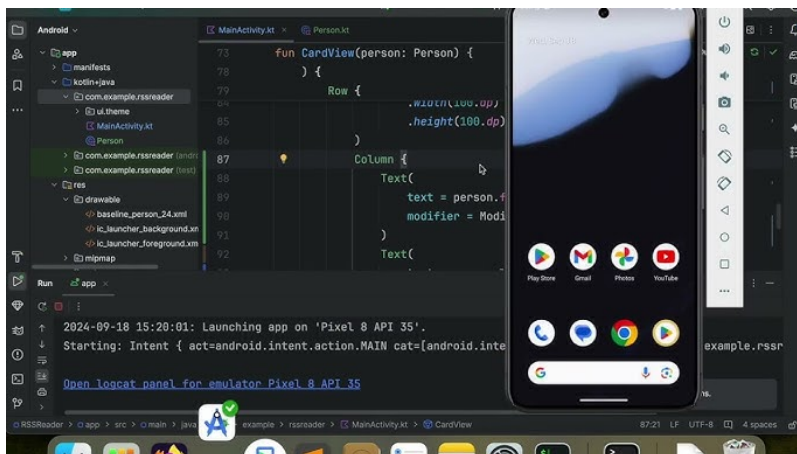 Android
MainActivity.kt
Person.kt
app
manifests
kotlin+java
com.example.rssreader
ui.theme
MainActivity.kt
Person
com.example.rssreader
com.example.rssreader (test)
res
drawable
baseline_person_24.xml
ic_launcher_background.xm
ic_launcher_foreground.xm
mipmap
73 fun CardView(person: Person) {
78 ) {
79 Row {
84 .width(100.dp)
85 .height(100.dp)
86 )
87 Column {
88 Text(
89 text = person.f
90 modifier = Modi
91 )
92 Text(
Play Store
Gmail
Photos
YouTube
Run
app
2024-09-18 15:20:01: Launching app on 'Pixel 8 API 35'.
Starting: Intent { act=android.intent.action.MAIN cat=[android.inte
example.rssr
Open logcat panel for emulator Pixel 8 API 35
RSSReader > app > src > main > java
example > rssreader > MainActivity.kt > CardView
87:21 LF UTF-8 4 spaces